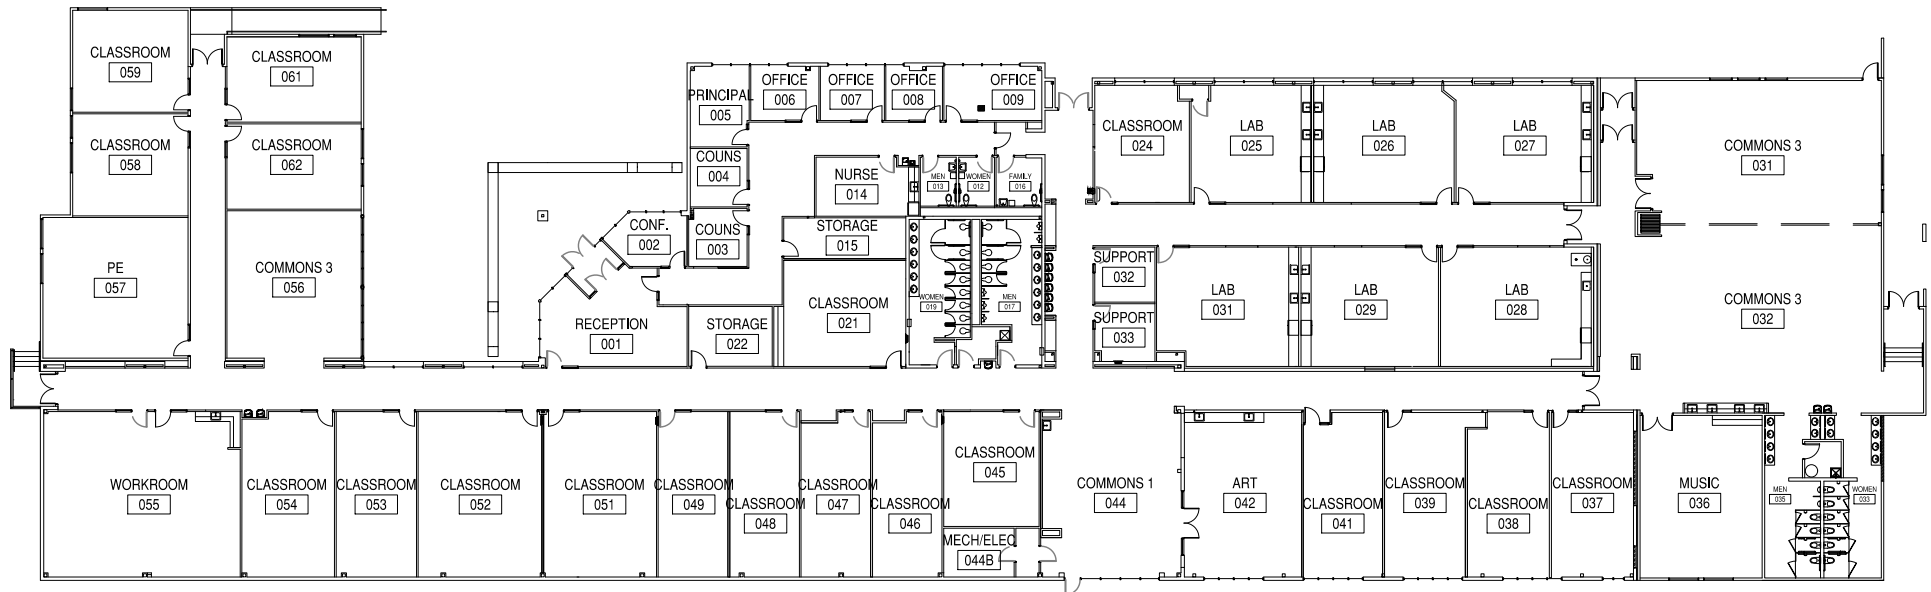 CLASSROOM
059
CLASSROOM
061
CLASSROOM
058
CLASSROOM
062
PE
057
COMMONS 3
056
PRINCIPAL
005
OFFICE
006
OFFICE
007
OFFICE
008
OFFICE
009
COUNS
004
NURSE
014
MEN
013
WOMEN
012
FAMILY
016
CONF.
002
COUNS
003
STORAGE
015
RECEPTION
001
STORAGE
022
CLASSROOM
021
WOMEN
019
MEN
017
CLASSROOM
024
LAB
025
LAB
026
LAB
027
COMMONS 3
031
SUPPORT
032
SUPPORT
033
LAB
031
LAB
029
LAB
028
COMMONS 3
032
WORKROOM
055
CLASSROOM
054
CLASSROOM
053
CLASSROOM
052
CLASSROOM
051
CLASSROOM
049
CLASSROOM
048
CLASSROOM
047
CLASSROOM
046
CLASSROOM
045
MECH/ELEC
044B
COMMONS 1
044
ART
042
CLASSROOM
041
CLASSROOM
039
CLASSROOM
038
CLASSROOM
037
MUSIC
036
MEN
035
WOMEN
033